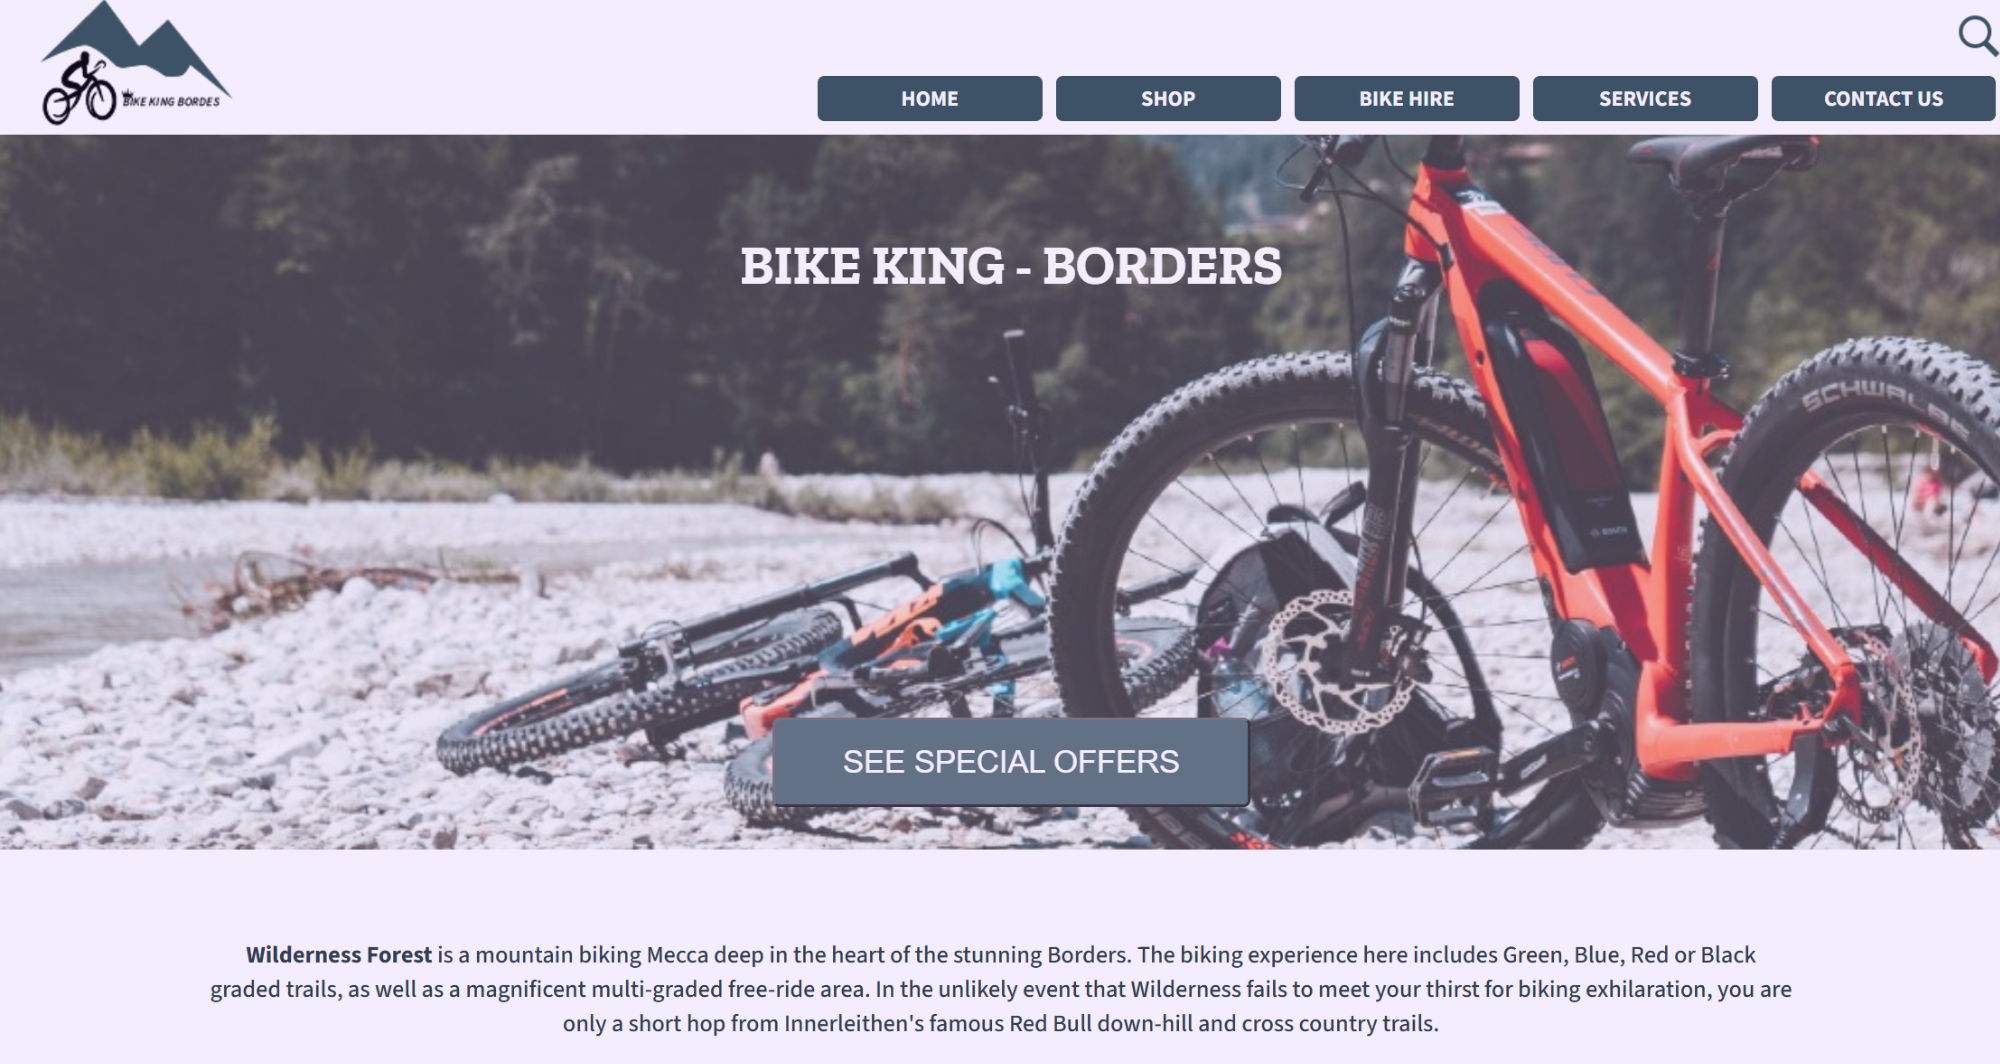 BIKE KING BORDES
HOME
SHOP
BIKE HIRE
SERVICES
CONTACT US
BIKE KING - BORDERS
SCHWALBE
BOSCH
SEE SPECIAL OFFERS
Wilderness Forest is a mountain biking Mecca deep in the heart of the stunning Borders. The biking experience here includes Green, Blue, Red or Black
graded trails, as well as a magnificent multi-graded free-ride area. In the unlikely event that Wilderness fails to meet your thirst for biking exhilaration, you are
only a short hop from Innerleithen's famous Red Bull down-hill and cross country trails.